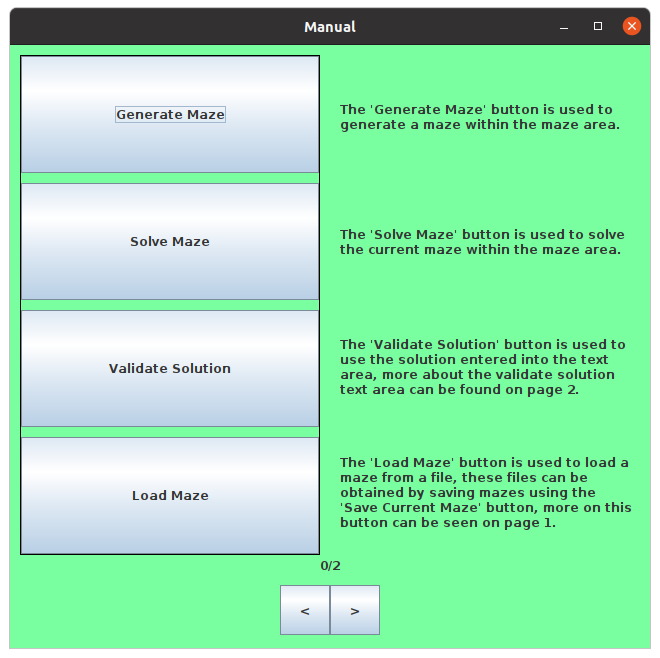 Manual
Generate Maze
The 'Generate Maze' button is used to
generate a maze within the maze area.
Solve Maze
The 'Solve Maze' button is used to solve
the current maze within the maze area.
Validate Solution
The 'Validate Solution' button is used to
use the solution entered into the text
area, more about the validate solution
text area can be found on page 2.
Load Maze
The 'Load Maze' button is used to load a
maze from a file, these files can be
obtained by saving mazes using the
'Save Current Maze' button, more on this
button can be seen on page 1.
0/2
< >